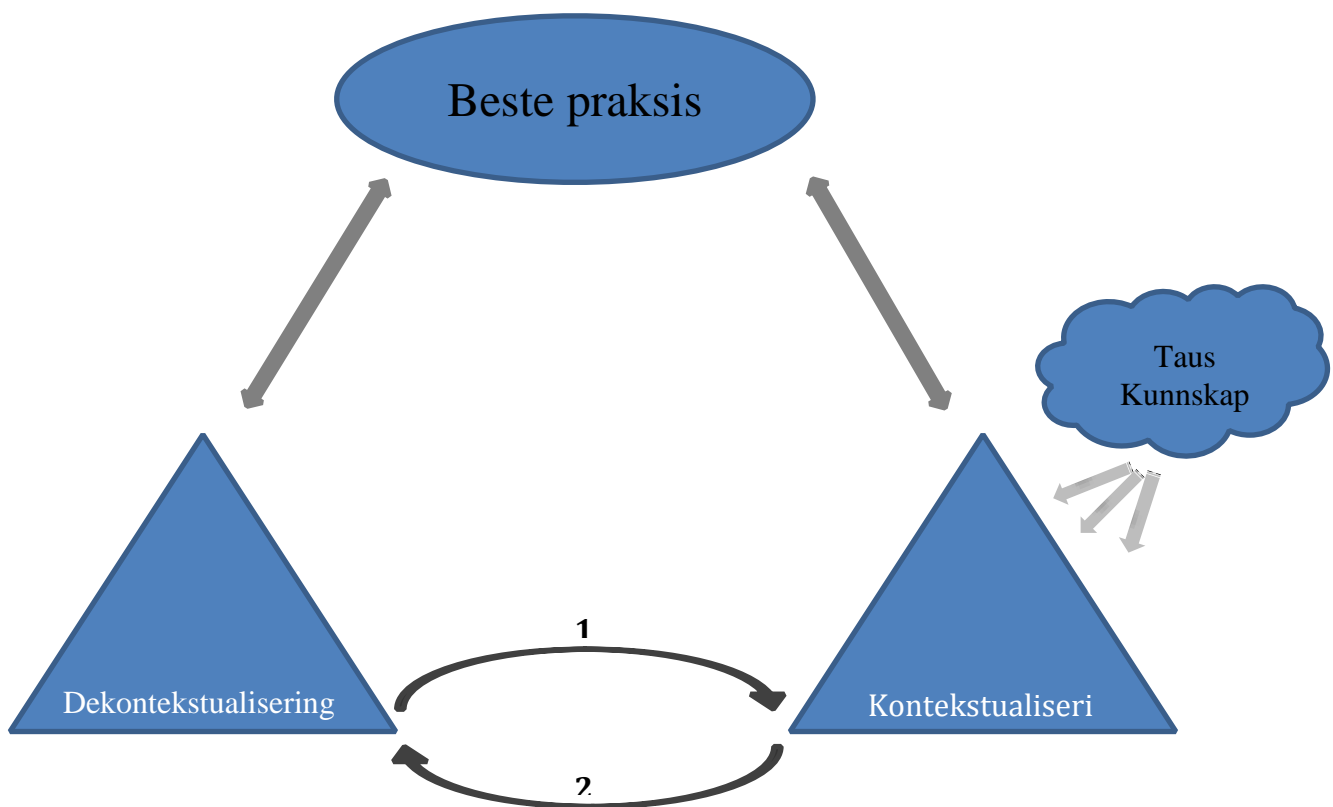 Beste praksis
Taus
Kunnskap
1
Dekontekstualisering
Kontekstualiseri
2